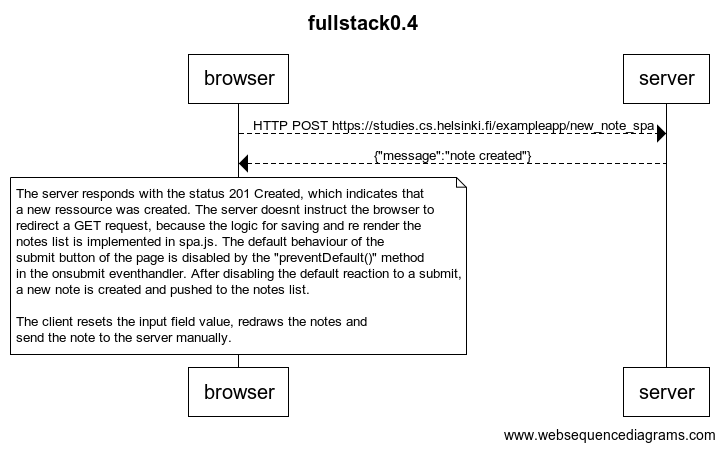 fullstack0.4
browser
server
HTTP POST https://studies.cs.helsinki.fi/exampleapp/new_note_spa
{"message":"note created"}
The server responds with the status 201 Created, which indicates that
a new ressource was created. The server doesnt instruct the browser to
redirect a GET request, because the logic for saving and re render the
notes list is implemented in spa.js. The default behaviour of the
submit button of the page is disabled by the "preventDefault()" method
in the onsubmit eventhandler. After disabling the default reaction to a submit,
a new note is created and pushed to the notes list.
The client resets the input field value, redraws the notes and
send the note to the server manually.
browser
server
www.websequencediagrams.com